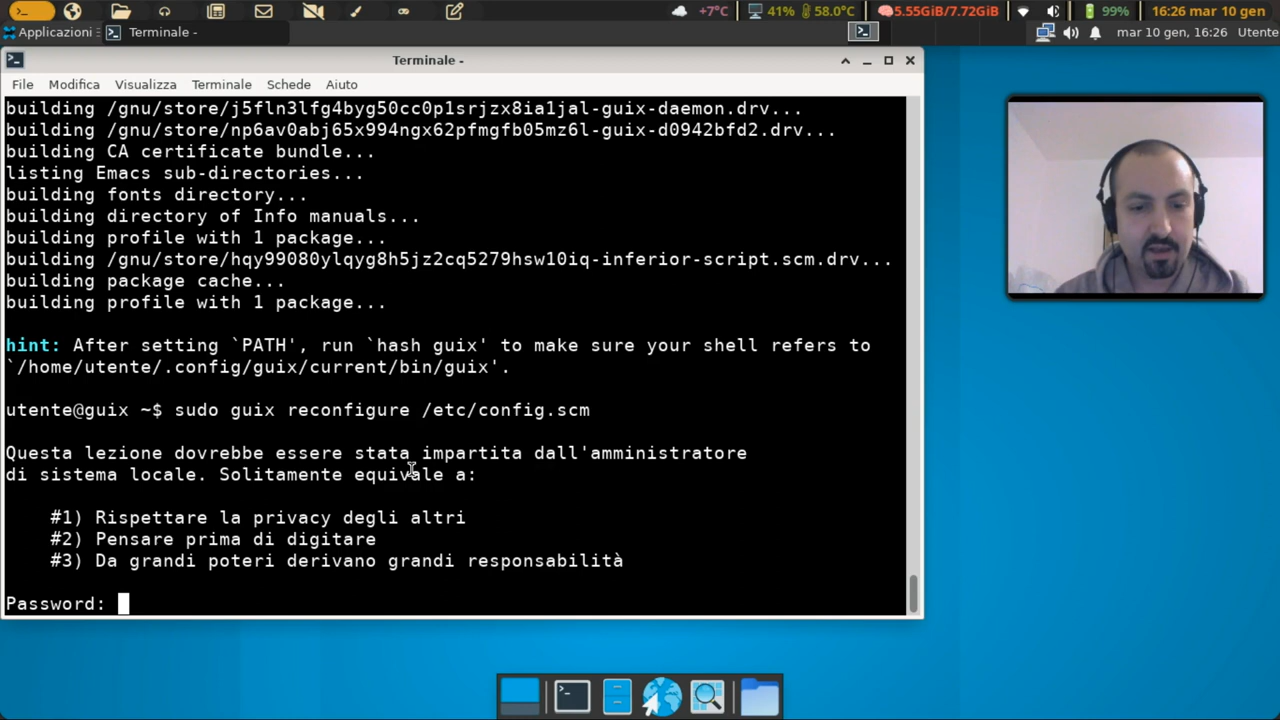 +7°C
41%
58.0°C
5.55GiB/7.72GiB
99%
16:26 mar 10 gen
Applicazioni
Terminale -
mar 10 gen, 16:26
Utente
Terminale -
File Modifica Visualizza Terminale Schede Aiuto
building /gnu/store/j5fln3lfg4byg50cc0p1srjzx8ia1jal-guix-daemon.drv...
building /gnu/store/np6av0abj65x994ngx62pfmgfb05mz6l-guix-d0942bfd2.drv...
building CA certificate bundle...
listing Emacs sub-directories...
building fonts directory...
building directory of Info manuals...
building profile with 1 package...
building /gnu/store/hqy99080ylqyg8h5jz2cq5279hsw10iq-inferior-script.scm.drv...
building package cache...
building profile with 1 package...
hint: After setting `PATH', run `hash guix' to make sure your shell refers to
`/home/utente/.config/guix/current/bin/guix'.
utente@guix ~$ sudo guix reconfigure /etc/config.scm
Questa lezione dovrebbe essere stata impartita dall'amministratore
di sistema locale. Solitamente equivale a:
#1) Rispettare la privacy degli altri
#2) Pensare prima di digitare
#3) Da grandi poteri derivano grandi responsabilità
Password: